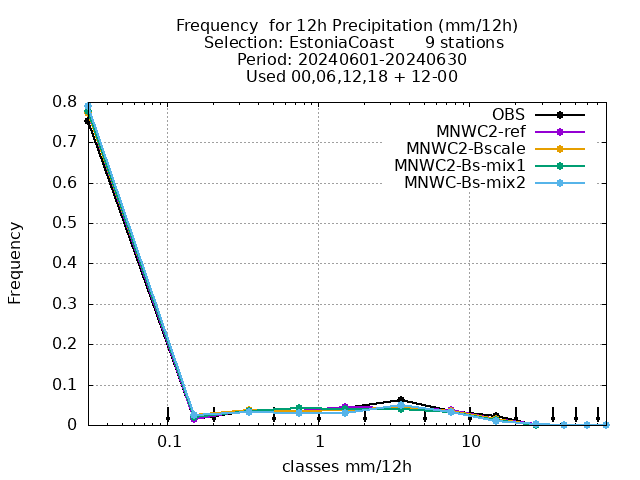 Frequency  for 12h Precipitation (mm/12h)
Selection: EstoniaCoast      9 stations
Period: 20240601-20240630
Used 00,06,12,18 + 12-00
OBS
MNWC2-ref
MNWC2-Bscale
MNWC2-Bs-mix1
MNWC-Bs-mix2
Frequency
0.8
0.7
0.6
0.5
0.4
0.3
0.2
0.1
0
0.1 1 10
classes mm/12h